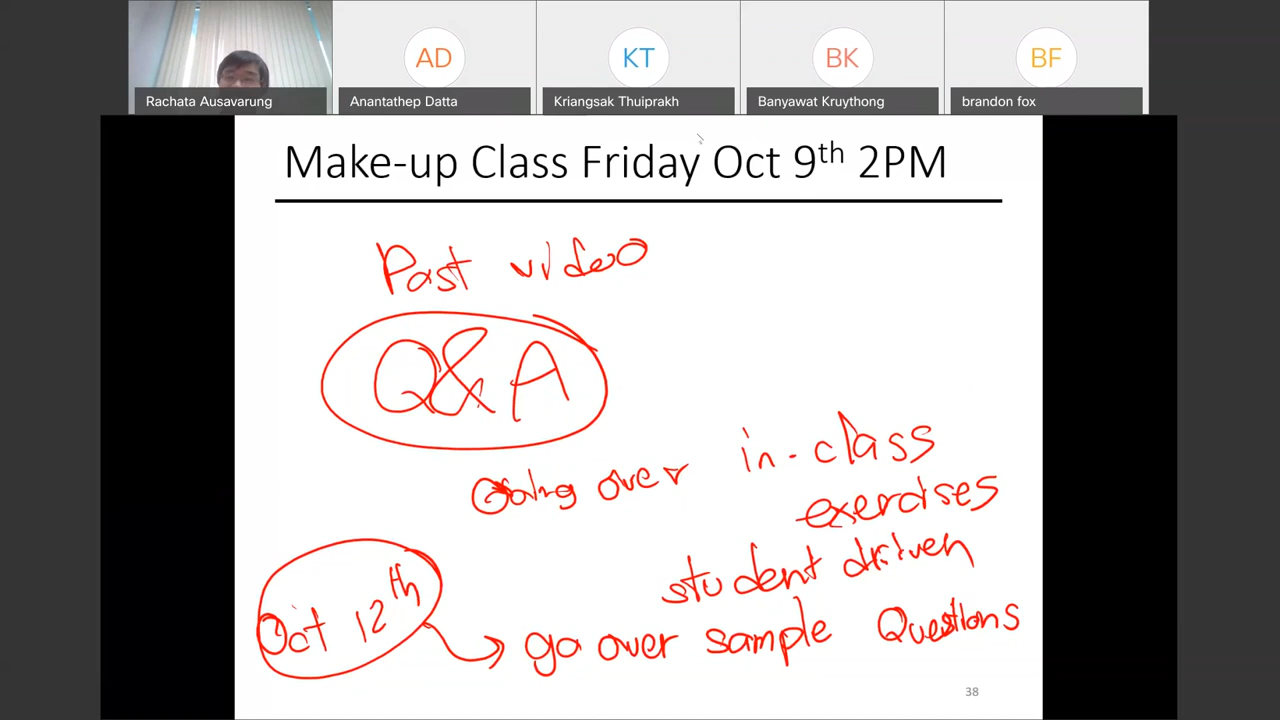 AD
KT
BK
BF
Rachata Ausavarung
Anantathep Datta
Kriangsak Thuiprakh
Banyawat Kruythong
brandon fox
Make-up Class Friday Oct 9th 2PM
Past video
Q&A
Going over in-class
exercises
student driven
Oct 12th
go over sample Questions
38